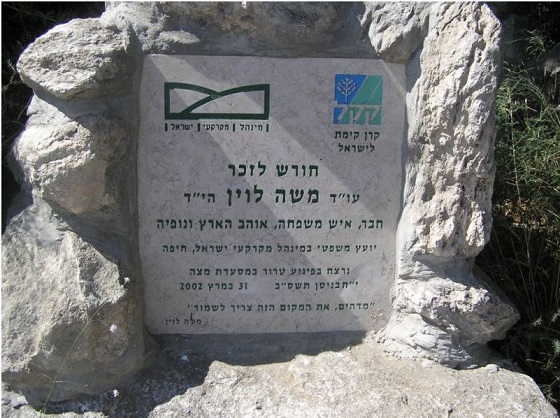 מינהל מקרקעי ישראל
קק"ל
קרן קימת
לישראל
חורש לזכר
עו"ד משה לוין הי"ד
חבר, איש משפחה, אוהב הארץ ונופיה
יועץ משפטי במינהל מקרקעי ישראל, חיפה
נרצח בפיגוע טרור במסעדת מצה
י"ח בניסן תשס"ב 31 במרץ 2002
"מדהים, את המקום הזה צריך לשמור"
משה לוין